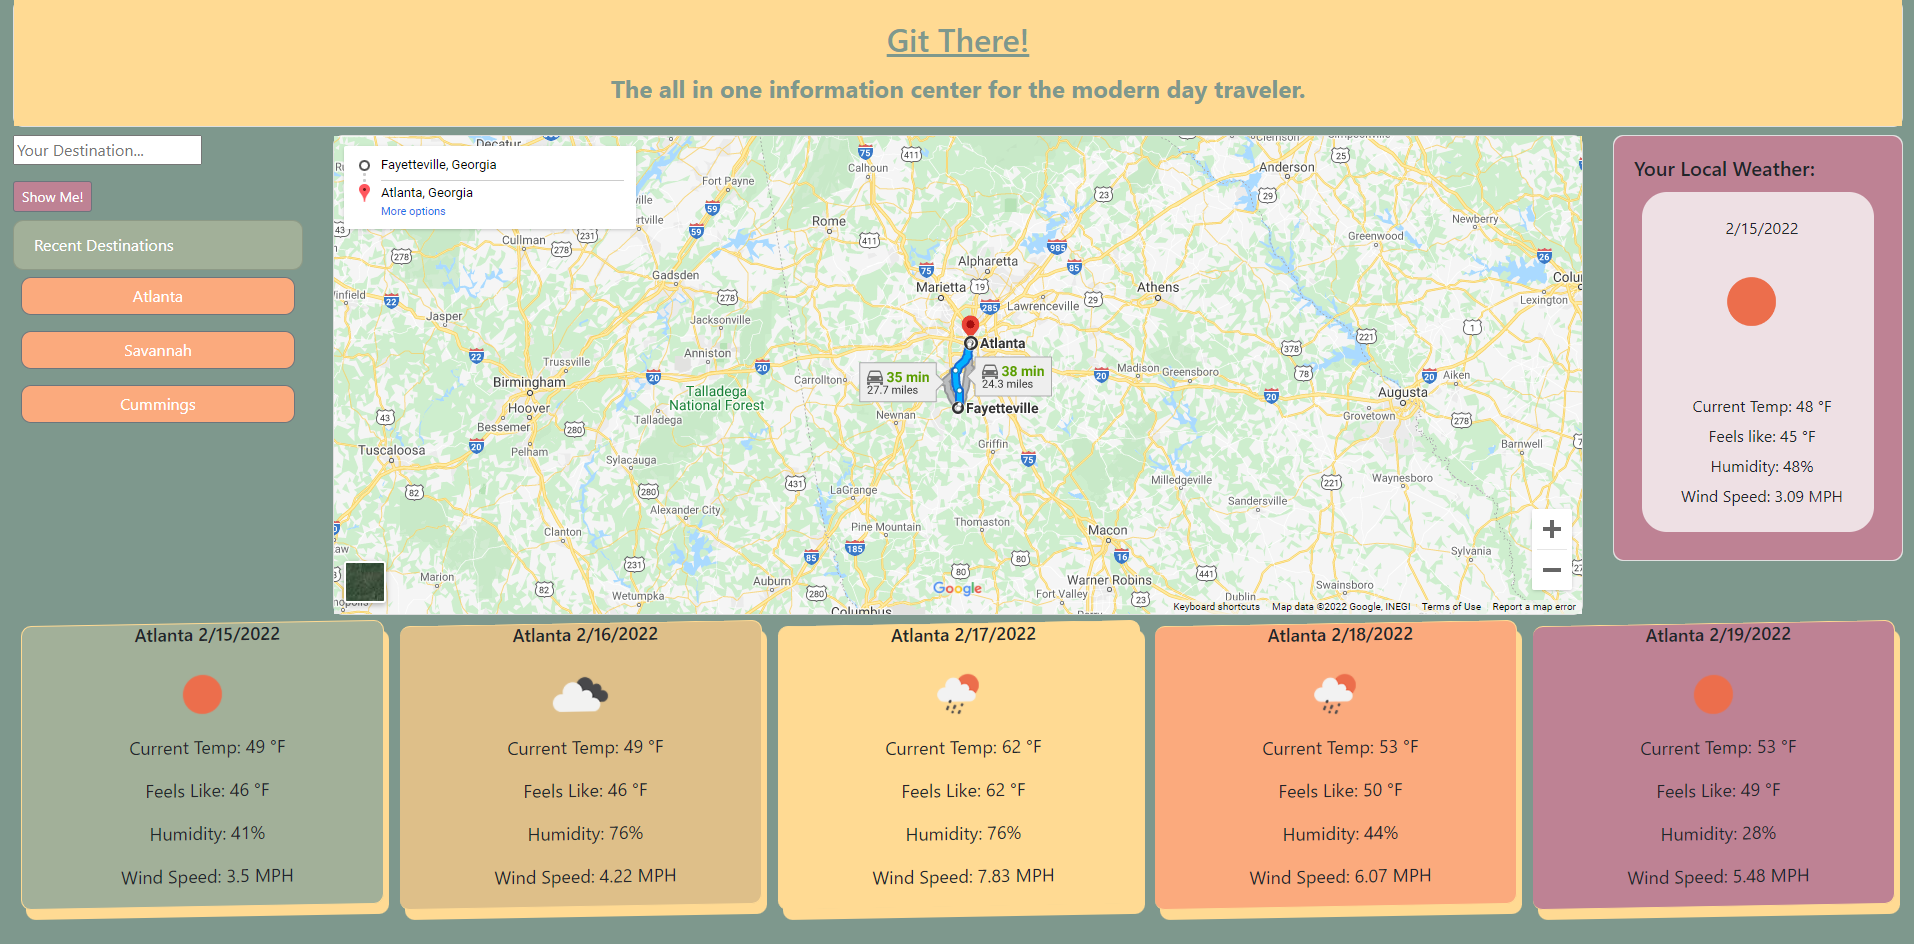 Git There!
The all in one information center for the modern day traveler.
Your Destination...
Show Me!
Recent Destinations
Atlanta
Savannah
Cummings
Fayetteville, Georgia
Atlanta, Georgia
More options
Decatur
Fort Payne
Calhoun
Clemson
Simpsonville
Anderson
Rome
Newberry
Cullman
Greenwood
Alpharetta
Gadsden
Marietta
Athens
Lawrenceville
Winfield
Lexington
Jasper
Jacksonville
Atlanta
Anniston
Trussville
Madison
Greensboro
Aiken
Birmingham
Carrollton
35 min
27.7 miles
38 min
24.3 miles
Talladega
National Forest
Augusta
Hoover
Fayetteville
Newnan
Grovetown
Bessemer
Talladega
Griffin
Barnwell
Tuscaloosa
Pelham
Sylacauga
LaGrange
Milledgeville
Waynesboro
Sandersville
Alexander City
Pine Mountain
Thomaston
Clanton
Macon
Sylvania
Marion
Auburn
Warner Robins
Swainsboro
Wetumpka
Google
Fort Valley
Dublin
Columbus
Perry
Keyboard shortcuts
Map data ©2022 Google, INEGI
Terms of Use
Report a map error
Your Local Weather:
2/15/2022
Current Temp: 48 °F
Feels like: 45 °F
Humidity: 48%
Wind Speed: 3.09 MPH
Atlanta 2/15/2022
Current Temp: 49 °F
Feels Like: 46 °F
Humidity: 41%
Wind Speed: 3.5 MPH
Atlanta 2/16/2022
Current Temp: 49 °F
Feels Like: 46 °F
Humidity: 76%
Wind Speed: 4.22 MPH
Atlanta 2/17/2022
Current Temp: 62 °F
Feels Like: 62 °F
Humidity: 76%
Wind Speed: 7.83 MPH
Atlanta 2/18/2022
Current Temp: 53 °F
Feels Like: 50 °F
Humidity: 44%
Wind Speed: 6.07 MPH
Atlanta 2/19/2022
Current Temp: 53 °F
Feels Like: 49 °F
Humidity: 28%
Wind Speed: 5.48 MPH